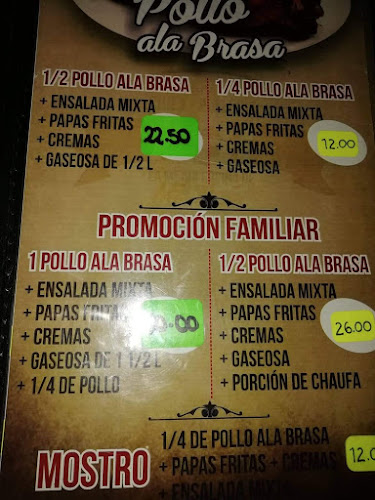 Pollo
ala Brasa
1/2 POLLO ALA BRASA
+ ENSALADA MIXTA
+ PAPAS FRITAS
+ CREMAS
+ GASEOSA DE 1/2 L
22.50
1/4 POLLO ALA BRASA
+ ENSALADA MIXTA
+ PAPAS FRITAS
+ CREMAS
+ GASEOSA
12.00
PROMOCIÓN FAMILIAR
1 POLLO ALA BRASA
+ ENSALADA MIXTA
+ PAPAS FRITAS
+ CREMAS
+ GASEOSA DE 1 1/2 L
+ 1/4 DE POLLO
1/2 POLLO ALA BRASA
+ ENSALADA MIXTA
+ PAPAS FRITAS
+ CREMAS
+ GASEOSA
+ PORCIÓN DE CHAUFA
26.00
MOSTRO
1/4 DE POLLO ALA BRASA
+ PAPAS FRITAS + CREMAS
+ ENSALADA MIXTA